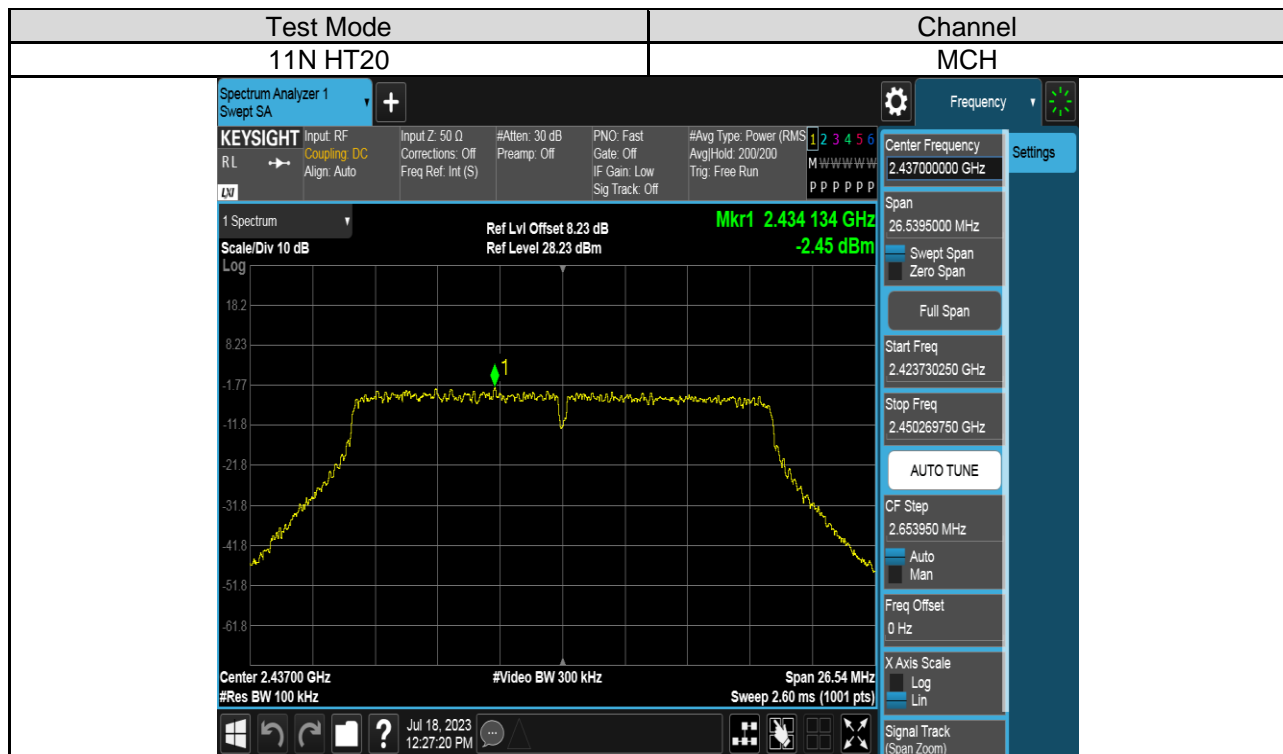 Test Mode Channel
11N HT20 MCH
Spectrum Analyzer 1
Swept SA
Frequency
KEYSIGHT
R L
LXI
Input: RF
Coupling: DC
Align: Auto
Input Z: 50 Ω
Corrections: Off
Freq Ref: Int (S)
#Atten: 30 dB
Preamp: Off
PNO: Fast
Gate: Off
IF Gain: Low
Sig Track: Off
#Avg Type: Power (RMS
Avg|Hold: 200/200
Trig: Free Run
1 2 3 4 5 6
M W W W W W
P P P P P P
Center Frequency
2.437000000 GHz
Settings
Span
26.5395000 MHz
Swept Span
Zero Span
Full Span
Start Freq
2.423730250 GHz
Stop Freq
2.450269750 GHz
AUTO TUNE
CF Step
2.653950 MHz
Auto
Man
Freq Offset
0 Hz
X Axis Scale
Log
Lin
Signal Track
(Span Zoom)
1 Spectrum
Scale/Div 10 dB
Ref Lvl Offset 8.23 dB
Ref Level 28.23 dBm
Mkr1 2.434 134 GHz
-2.45 dBm
Log
18.2
8.23
-1.77
-11.8
-21.8
-31.8
-41.8
-51.8
-61.8
1
Center 2.43700 GHz
#Res BW 100 kHz
#Video BW 300 kHz
Span 26.54 MHz
Sweep 2.60 ms (1001 pts)
?
Jul 18, 2023
12:27:20 PM